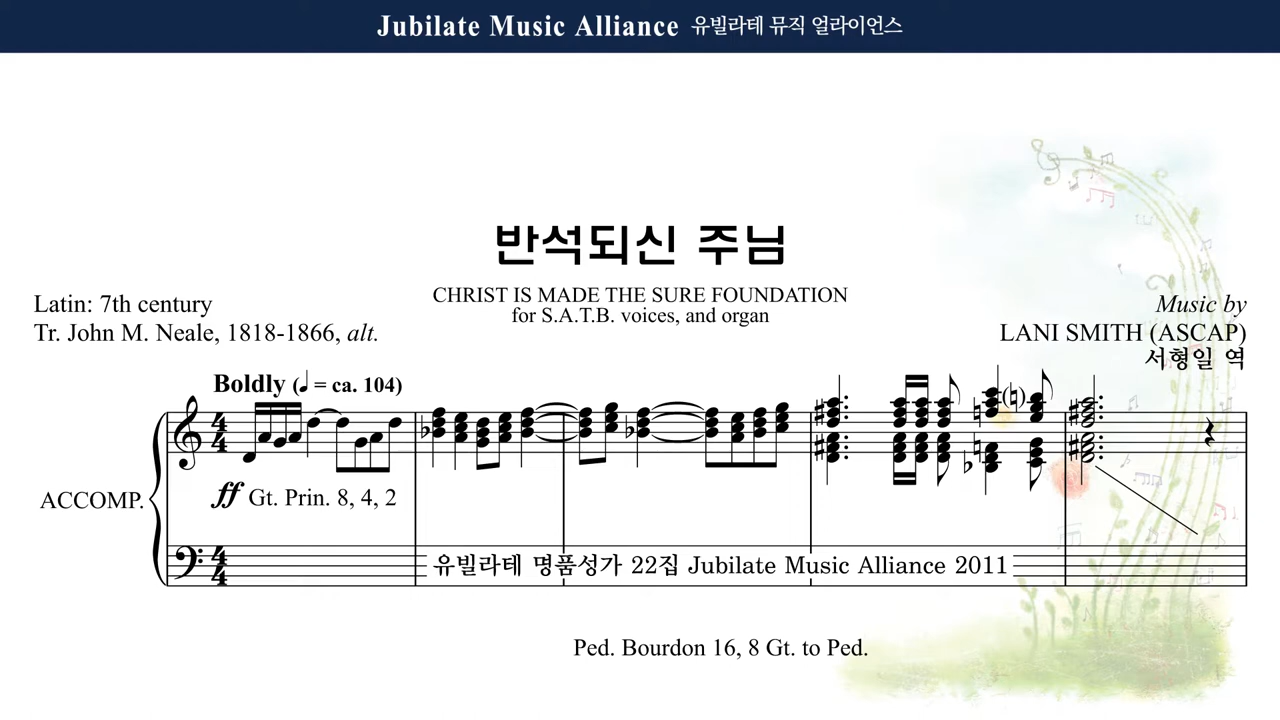 Jubilate Music Alliance 유빌라테 뮤직 얼라이언스
반석되신 주님
CHRIST IS MADE THE SURE FOUNDATION
for S.A.T.B. voices, and organ
Latin: 7th century
Tr. John M. Neale, 1818-1866, alt.
Music by
LANI SMITH (ASCAP)
서형일 역
Boldly (♩ = ca. 104)
ACCOMP.
ff Gt. Prin. 8, 4, 2
유빌라테 명품성가 22집 Jubilate Music Alliance 2011
Ped. Bourdon 16, 8 Gt. to Ped.